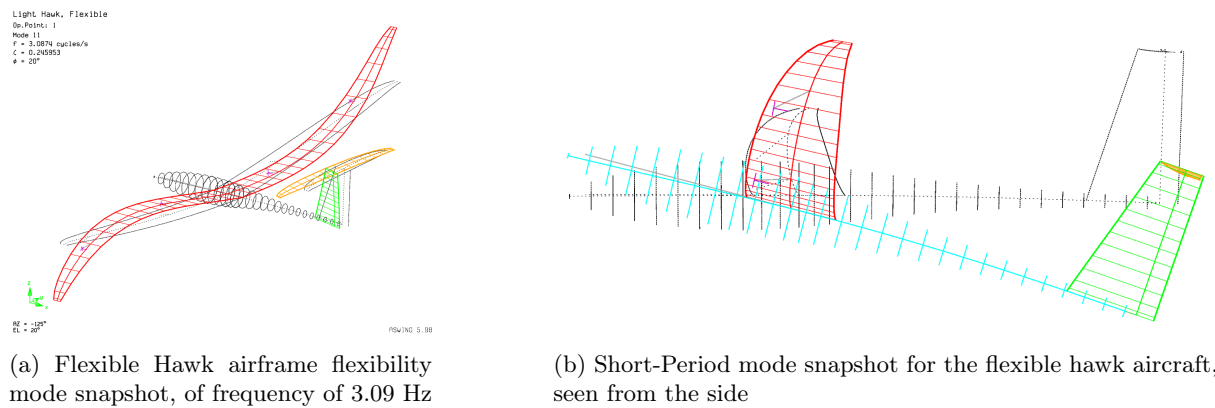 Light Hawk, Flexible
Op.Point: 1
Mode 11
f = 3.0874 cycles/s
ζ = 0.245953
ϕ = 20°
AZ = -125°
EL = 20°
ASWING 5.98
(a) Flexible Hawk airframe flexibility
mode snapshot, of frequency of 3.09 Hz
(b) Short-Period mode snapshot for the flexible hawk aircraft,
seen from the side